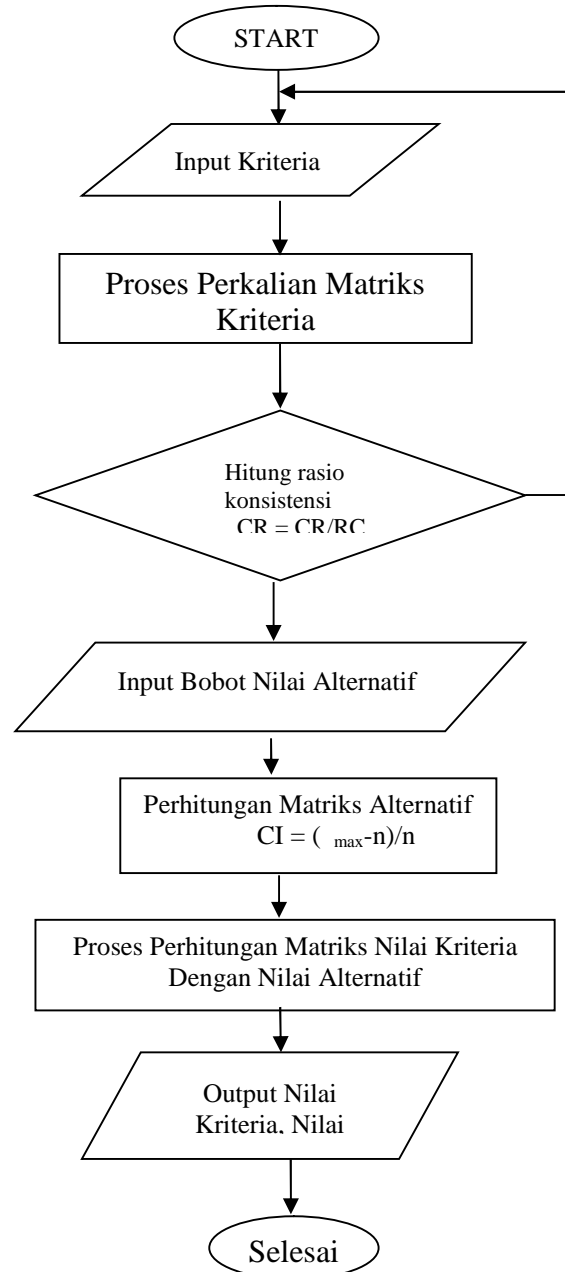 START
Input Kriteria
Proses Perkalian Matriks
Kriteria
Hitung rasio
konsistensi
CR = CR/RC
Input Bobot Nilai Alternatif
Perhitungan Matriks Alternatif
CI = ( max-n)/n
Proses Perhitungan Matriks Nilai Kriteria
Dengan Nilai Alternatif
Output Nilai
Kriteria, Nilai
Selesai